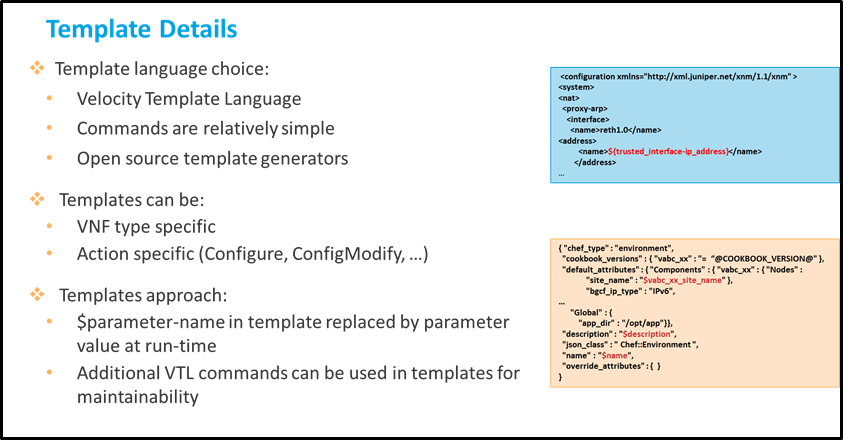 Template Details
❖ Template language choice:
• Velocity Template Language
• Commands are relatively simple
• Open source template generators
❖ Templates can be:
• VNF type specific
• Action specific (Configure, ConfigModify, …)
❖ Templates approach:
• $parameter-name in template replaced by parameter
value at run-time
• Additional VTL commands can be used in templates for
maintainability
<configuration xmlns="http://xml.juniper.net/xnm/1.1/xnm" >
<system>
<nat>
<proxy-arp>
<interface>
<name>reth1.0</name>
<address>
<name>${trusted_interface-ip_address}</name>
</address>
...
{ "chef_type" : "environment",
"cookbook_versions" : { "vabc_xx" : "= “@COOKBOOK_VERSION@" },
"default_attributes" : { "Components" : { "vabc_xx" : { "Nodes" :
"site_name" : "$vabc_xx_site_name" },
"bgcf_ip_type" : "IPv6",
...
"Global" : {
"app_dir" : "/opt/app"}},
"description" : "$description",
"json_class" : " Chef::Environment ",
"name" : "$name",
"override_attributes" : { }
}